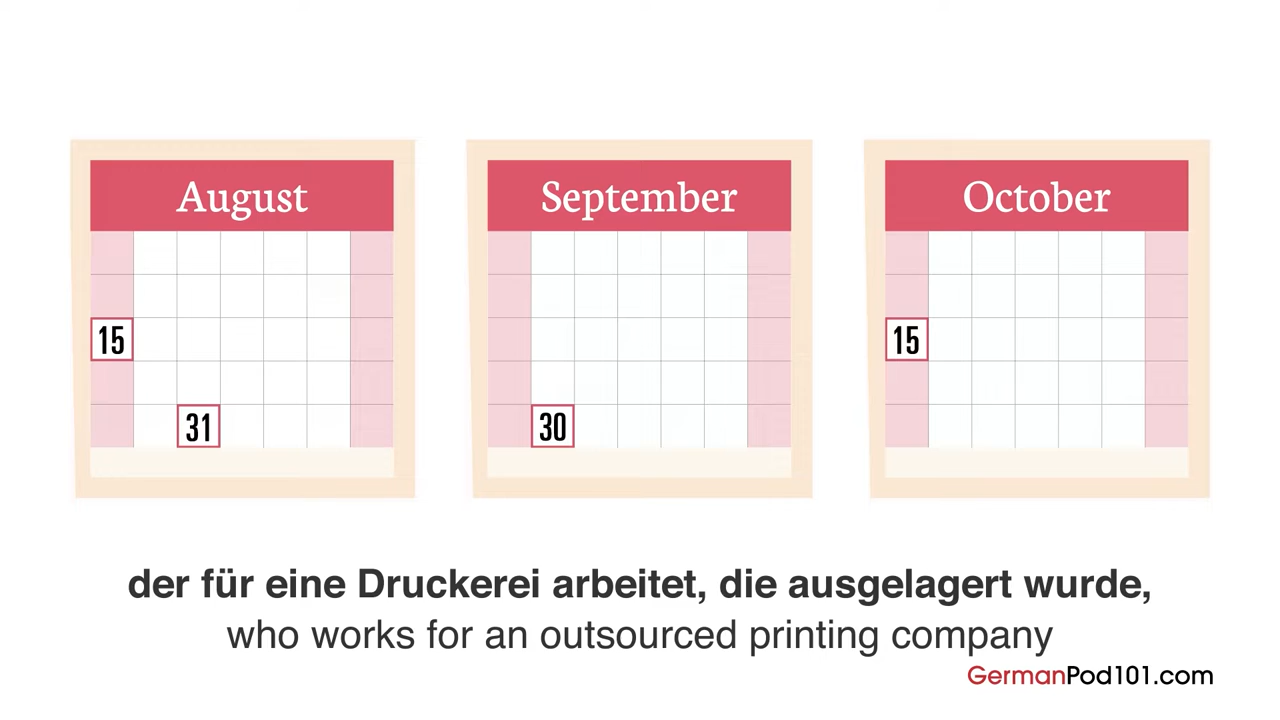 August
September
October
15
15
31
30
der für eine Druckerei arbeitet, die ausgelagert wurde,
who works for an outsourced printing company
GermanPod101.com